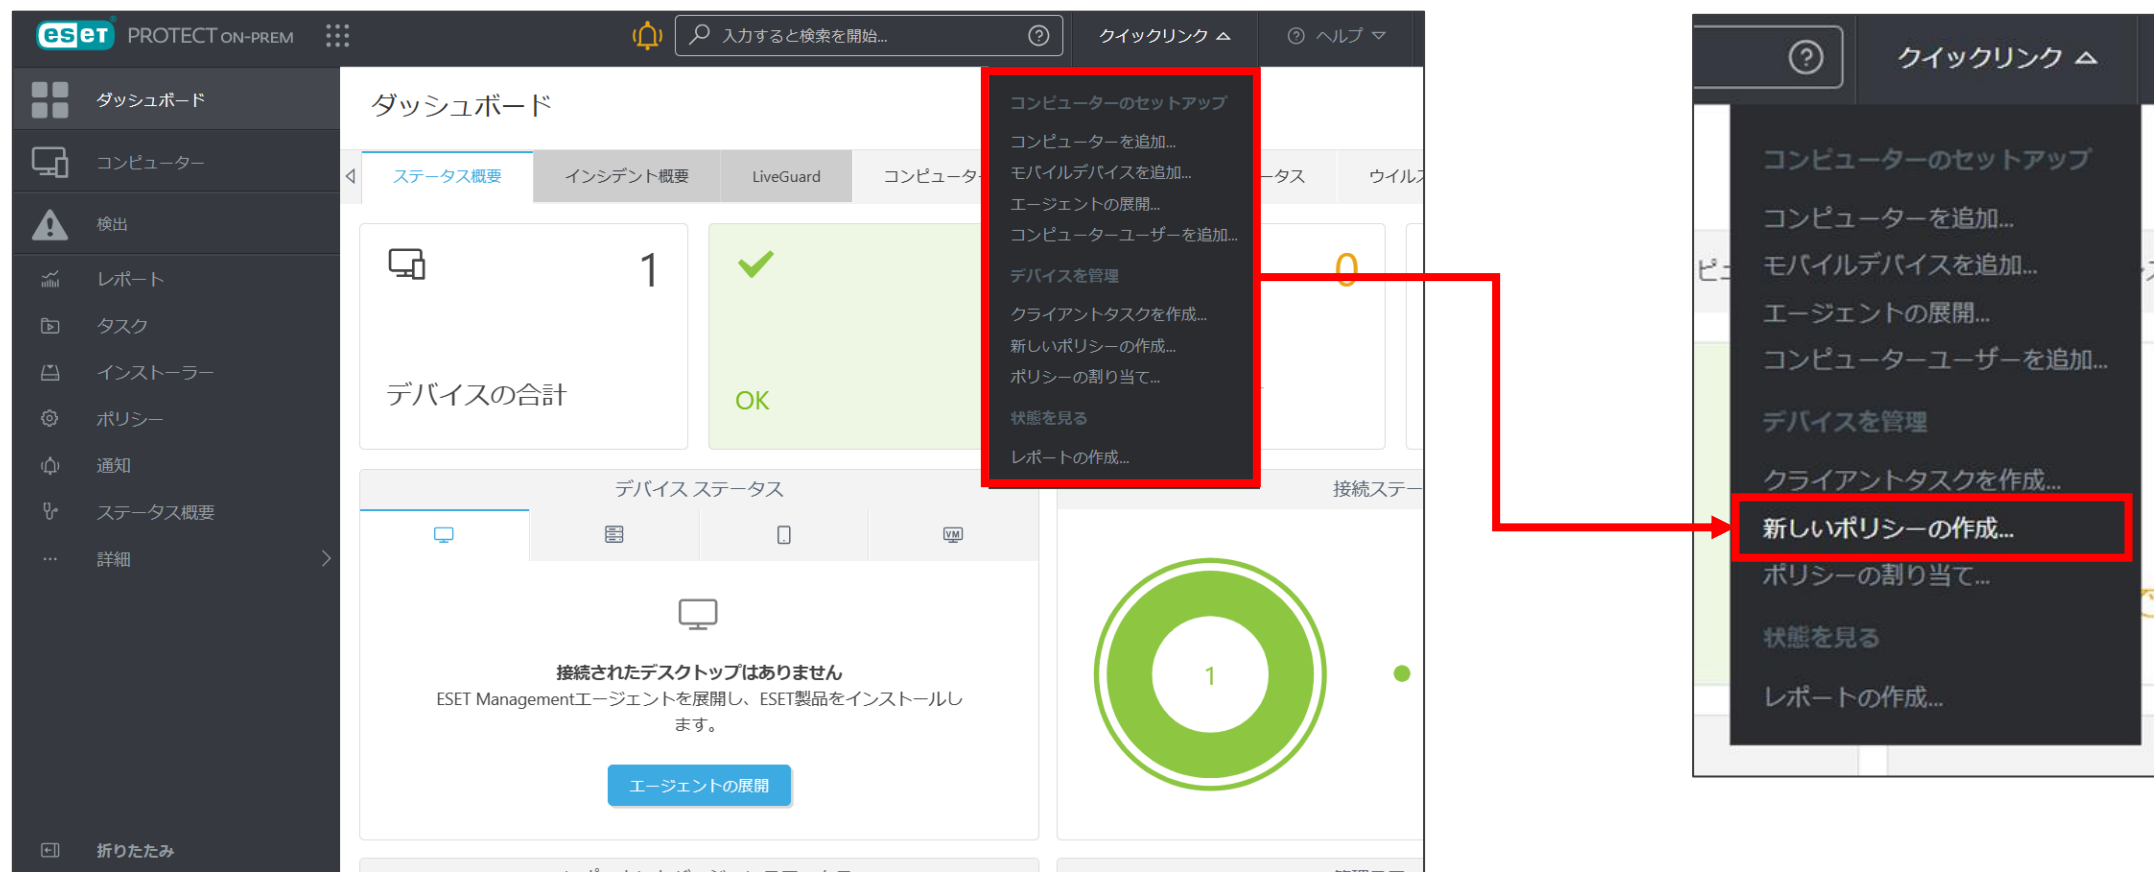 eset PROTECT ON-PREM
入力すると検索を開始...
クイックリンク
ヘルプ
ダッシュボード
コンピューター
検出
レポート
タスク
インストーラー
ポリシー
通知
ステータス概要
詳細
折りたたみ
ダッシュボード
ステータス概要
インシデント概要
LiveGuard
コンピュータ
ータス
ウイル
1
デバイスの合計
OK
0
コンピューターのセットアップ
コンピューターを追加...
モバイルデバイスを追加...
エージェントの展開...
コンピューターユーザーを追加...
デバイスを管理
クライアントタスクを作成...
新しいポリシーの作成...
ポリシーの割り当て...
状態を見る
レポートの作成...
デバイス ステータス
VM
接続されたデスクトップはありません
ESET Managementエージェントを展開し、ESET製品をインストールし
ます。
エージェントの展開
接続ステー
1
クイックリンク
コンピューターのセットアップ
コンピューターを追加...
モバイルデバイスを追加...
エージェントの展開...
コンピューターユーザーを追加...
デバイスを管理
クライアントタスクを作成...
新しいポリシーの作成...
ポリシーの割り当て...
状態を見る
レポートの作成...